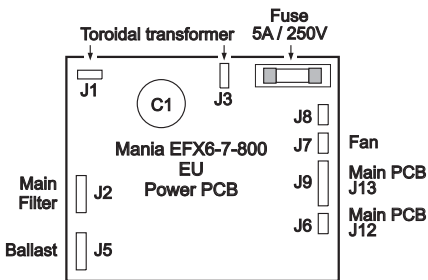 Toroidal transformer
Fuse
5A / 250V
J1
J3
C1
J8
Mania EFX6-7-800
EU
Power PCB
J7
Fan
J9
Main PCB
J13
Main
Filter
J2
J6
Main PCB
J12
Ballast
J5